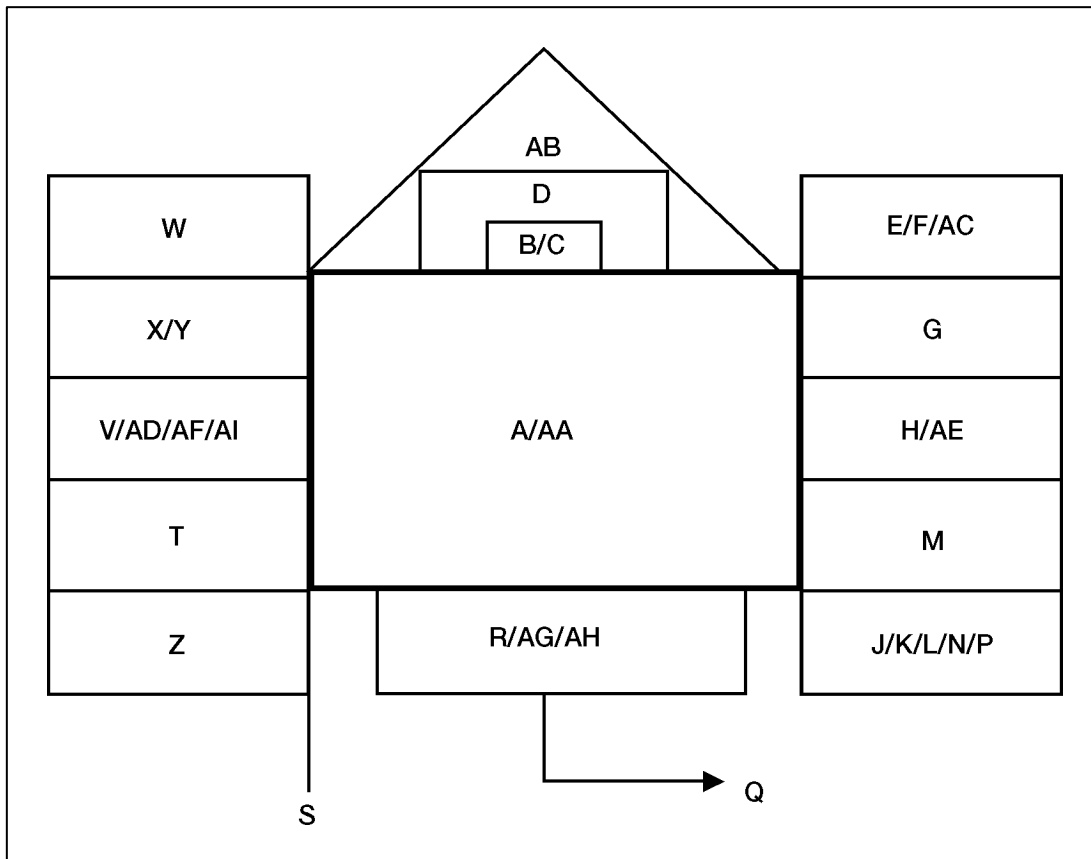 AB
D
B/C
W
E/F/AC
X/Y
G
V/AD/AF/AI
A/AA
H/AE
T
M
Z
R/AG/AH
J/K/L/N/P
Q
S